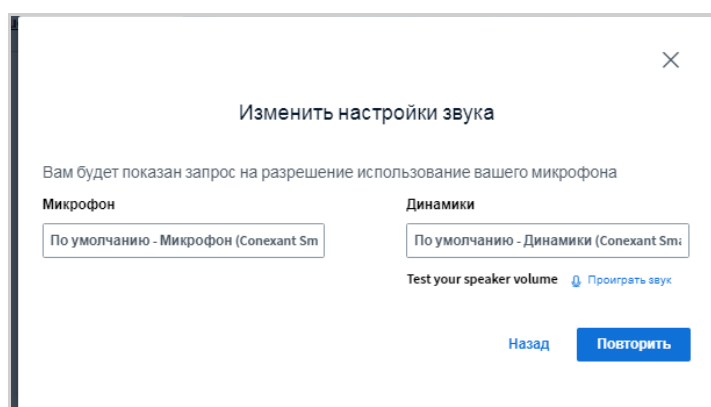 Изменить настройки звука
Вам будет показан запрос на разрешение использование вашего микрофона
Микрофон
Динамики
По умолчанию - Микрофон (Conexant Sm
По умолчанию - Динамики (Conexant Sma
Test your speaker volume Проиграть звук
Назад Повторить